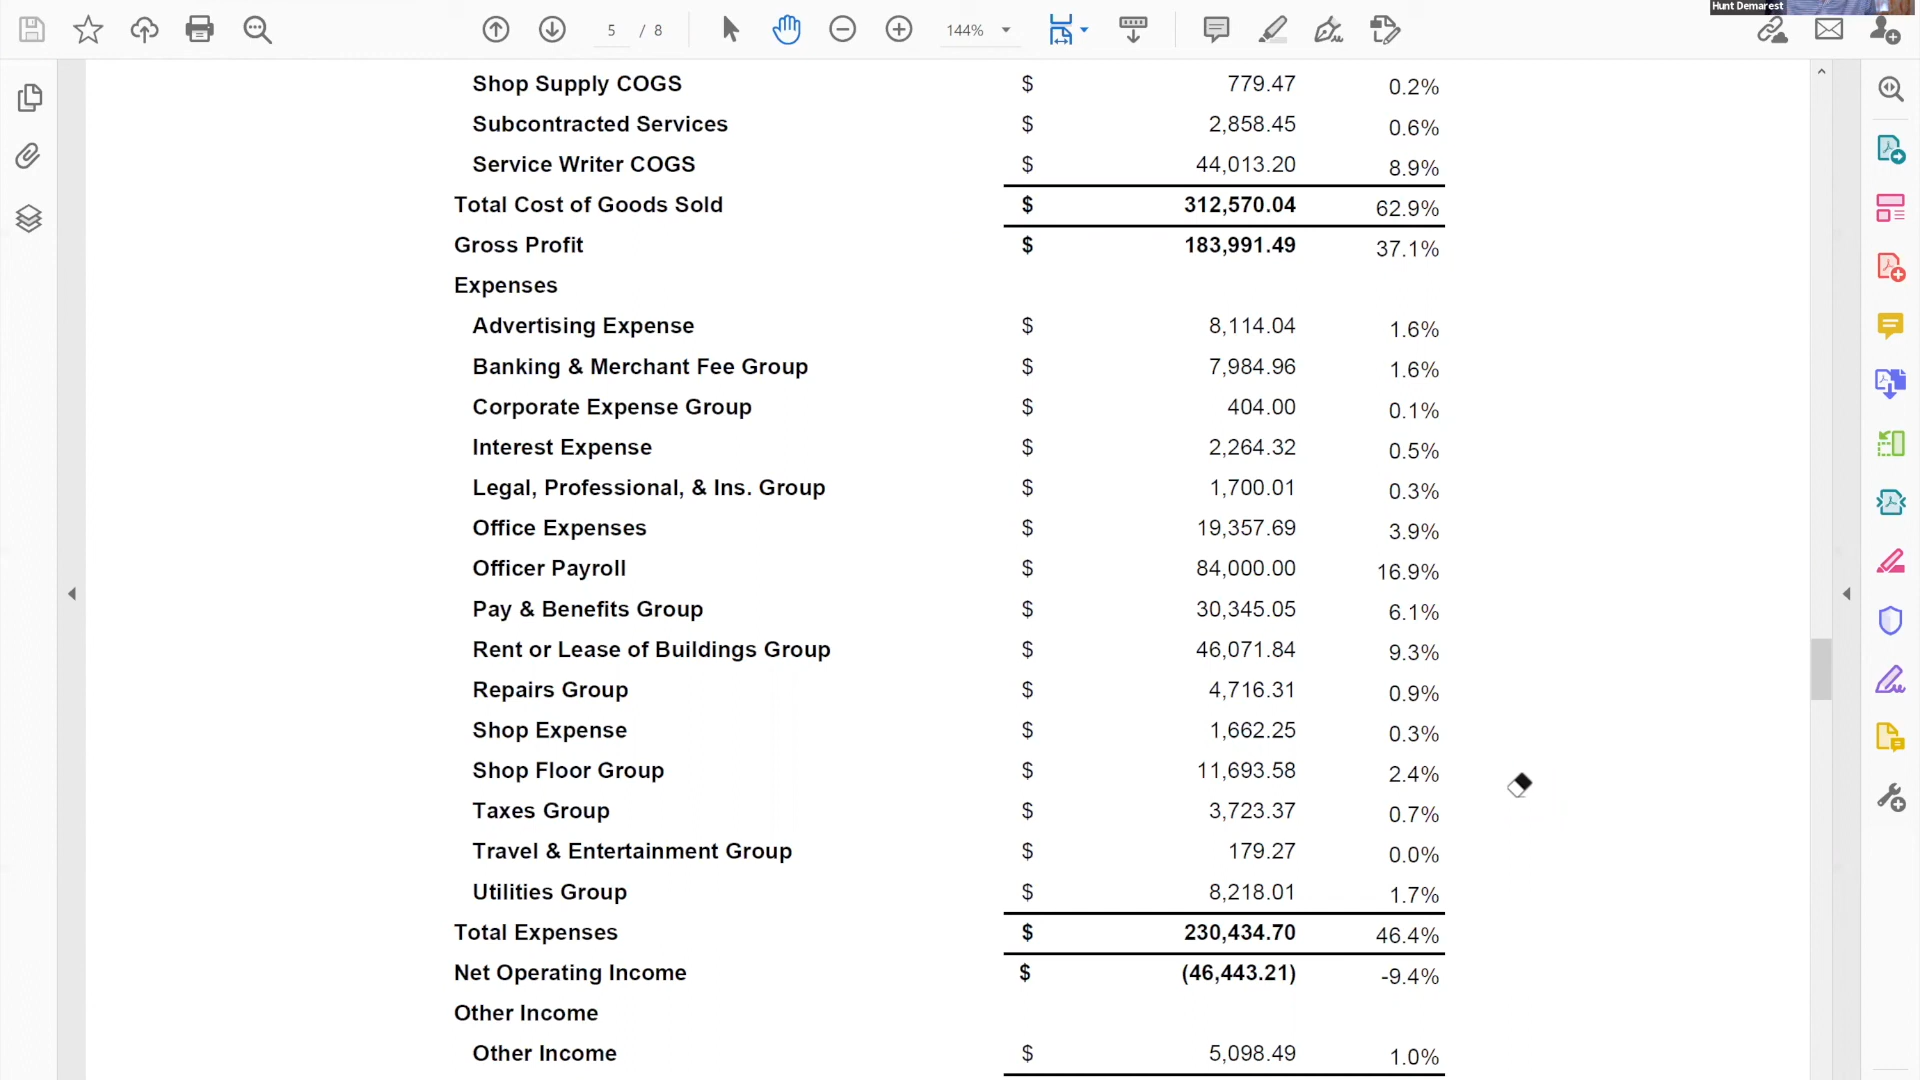 Hunt Demarest
5 / 8 144%
Shop Supply COGS $ 779.47 0.2%
Subcontracted Services $ 2,858.45 0.6%
Service Writer COGS $ 44,013.20 8.9%
Total Cost of Goods Sold $ 312,570.04 62.9%
Gross Profit $ 183,991.49 37.1%
Expenses
Advertising Expense $ 8,114.04 1.6%
Banking & Merchant Fee Group $ 7,984.96 1.6%
Corporate Expense Group $ 404.00 0.1%
Interest Expense $ 2,264.32 0.5%
Legal, Professional, & Ins. Group $ 1,700.01 0.3%
Office Expenses $ 19,357.69 3.9%
Officer Payroll $ 84,000.00 16.9%
Pay & Benefits Group $ 30,345.05 6.1%
Rent or Lease of Buildings Group $ 46,071.84 9.3%
Repairs Group $ 4,716.31 0.9%
Shop Expense $ 1,662.25 0.3%
Shop Floor Group $ 11,693.58 2.4%
Taxes Group $ 3,723.37 0.7%
Travel & Entertainment Group $ 179.27 0.0%
Utilities Group $ 8,218.01 1.7%
Total Expenses $ 230,434.70 46.4%
Net Operating Income $ (46,443.21) -9.4%
Other Income
Other Income $ 5,098.49 1.0%